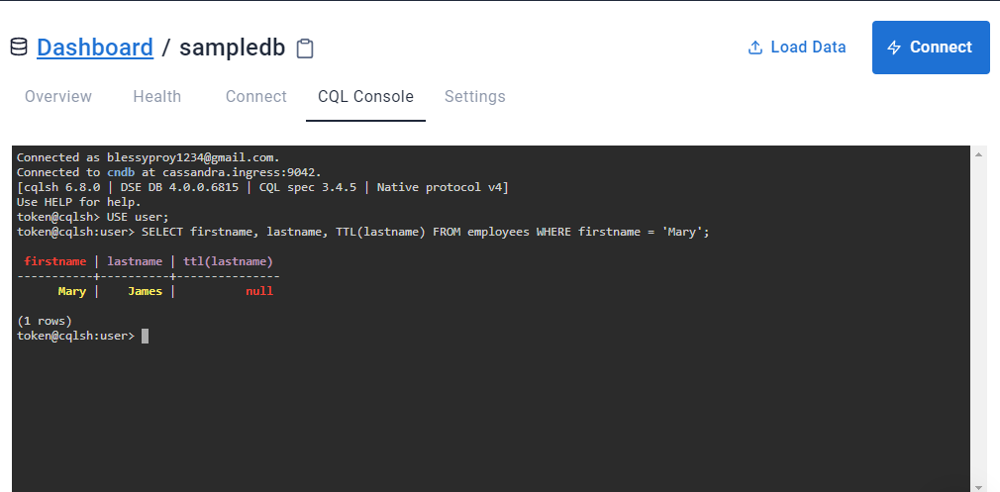 Dashboard / sampledb
Load Data
Connect
Overview Health Connect CQL Console Settings
Connected as blessyproy1234@gmail.com.
Connected to cndb at cassandra.ingress:9042.
[cqlsh 6.8.0 | DSE DB 4.0.0.6815 | CQL spec 3.4.5 | Native protocol v4]
Use HELP for help.
token@cqlsh> USE user;
token@cqlsh:user> SELECT firstname, lastname, TTL(lastname) FROM employees WHERE firstname = 'Mary';
firstname | lastname | ttl(lastname)
-----------+----------+---------------
Mary | James | null
(1 rows)
token@cqlsh:user>